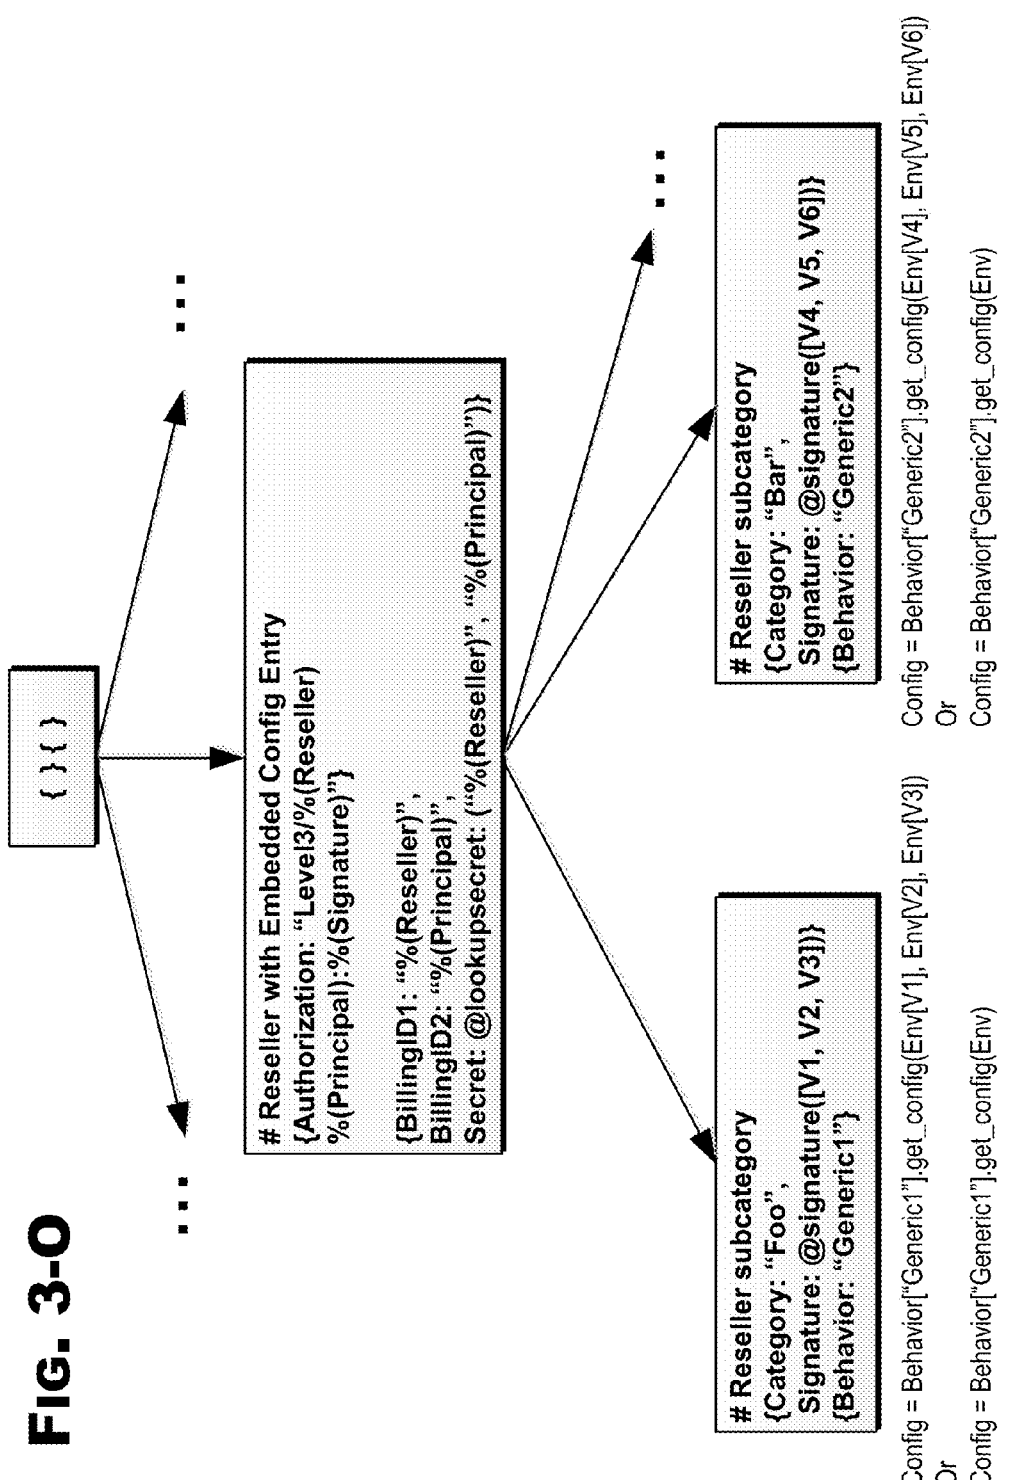 FIG. 3-O
{ } { }
...
...
# Reseller with Embedded Config Entry
{Authorization: “Level3/%(Reseller)
%(Principal):%(Signature)”}
{BillingID1: “%(Reseller)”,
BillingID2: “%(Principal)”,
Secret: @lookupsecret: (“%(Reseller)”, “%(Principal)”)}
...
# Reseller subcategory
{Category: “Foo”,
Signature: @signature([V1, V2, V3])}
{Behavior: “Generic1”}
Config = Behavior[“Generic1”].get_config(Env[V1], Env[V2], Env[V3])
Or
Config = Behavior[“Generic1”].get_config(Env)
# Reseller subcategory
{Category: “Bar”,
Signature: @signature([V4, V5, V6])}
{Behavior: “Generic2”}
Config = Behavior[“Generic2”].get_config(Env[V4], Env[V5], Env[V6])
Or
Config = Behavior[“Generic2”].get_config(Env)